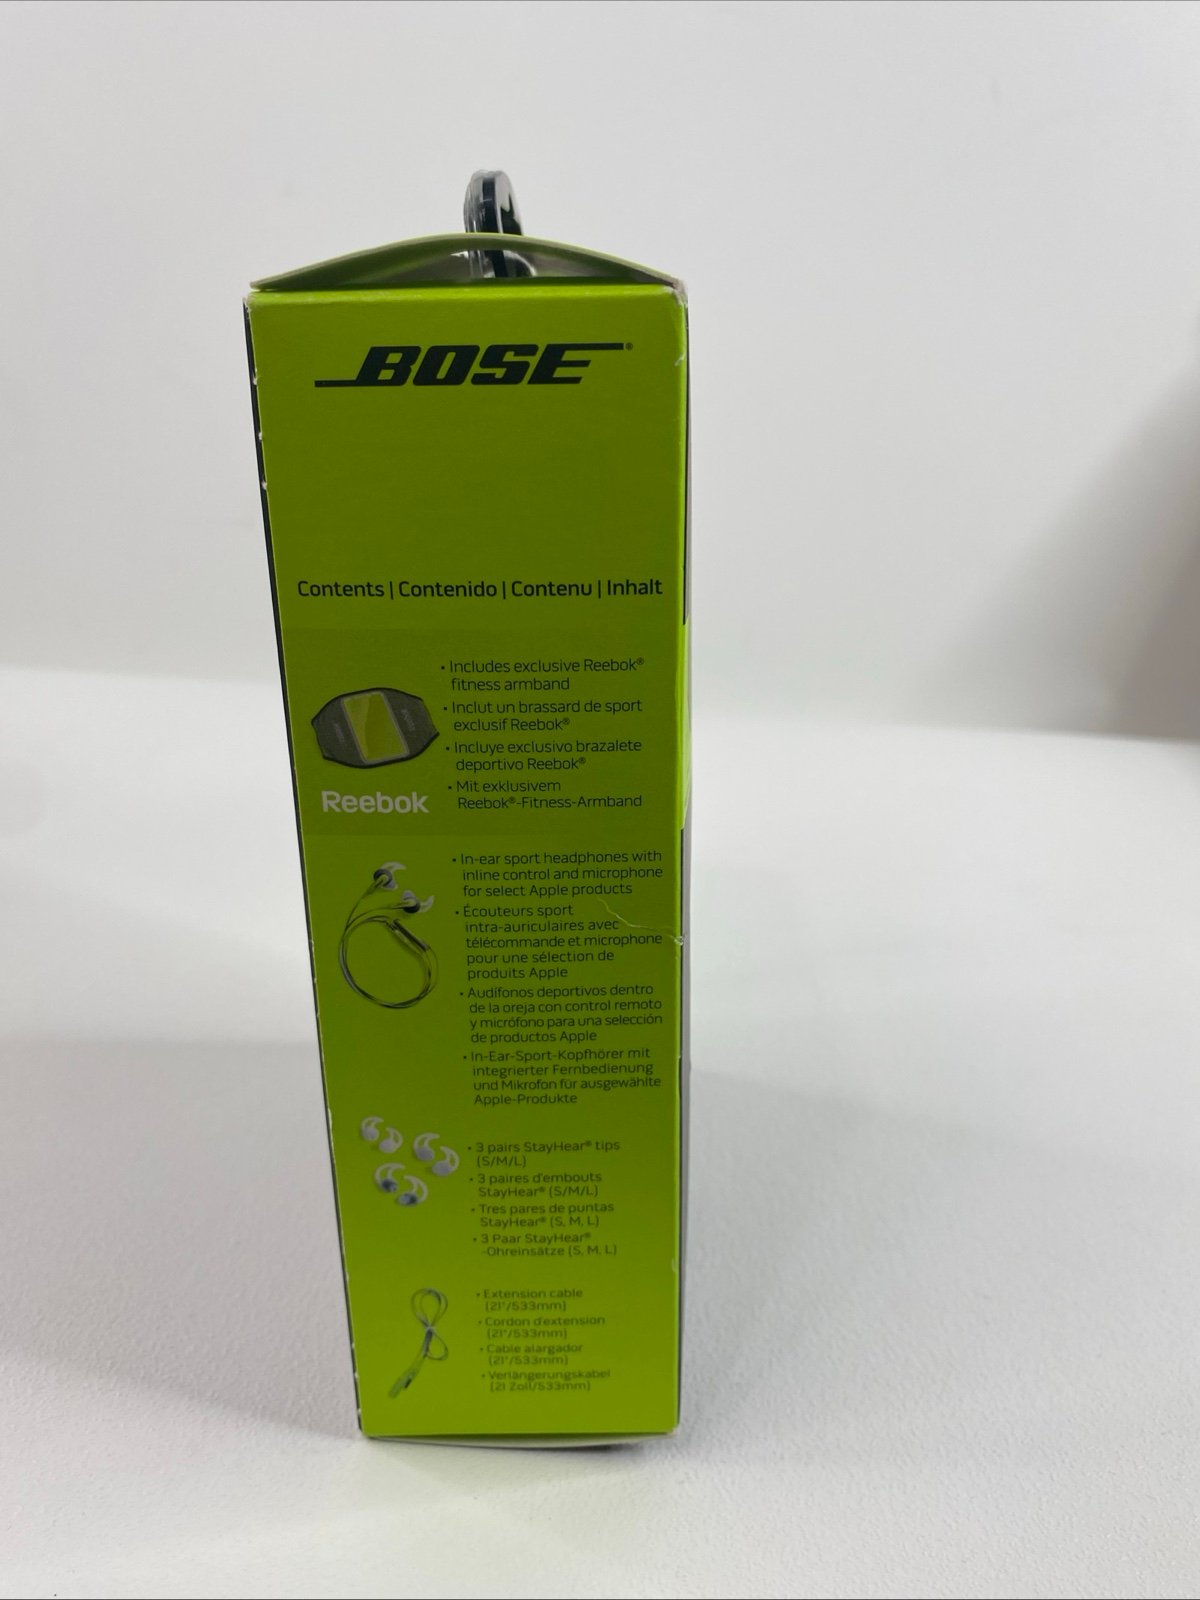 BOSE®
Contents | Contenido | Contenu | Inhalt
• Includes exclusive Reebok®
fitness armband
• Inclut un brassard de sport
exclusif Reebok®
• Incluye exclusivo brazalete
deportivo Reebok®
• Mit exklusivem
Reebok®-Fitness-Armband
Reebok
• In-ear sport headphones with
inline control and microphone
for select Apple products
• Écouteurs sport
intra-auriculaires avec
télécommande et microphone
pour une sélection de
produits Apple
• Audífonos deportivos dentro
de la oreja con control remoto
y micrófono para una selección
de productos Apple
• In-Ear-Sport-Kopfhörer mit
integrierter Fernbedienung
und Mikrofon für ausgewählte
Apple-Produkte
• 3 pairs StayHear® tips
(S/M/L)
• 3 paires d'embouts
StayHear® (S/M/L)
• Tres pares de puntas
StayHear® (S, M, L)
• 3 Paar StayHear®
-Ohreinsätze (S, M, L)
• Extension cable
(21"/533mm)
• Cordon d'extension
(21"/533mm)
• Cable alargador
(21"/533mm)
• Verlängerungskabel
(21 Zoll/533mm)